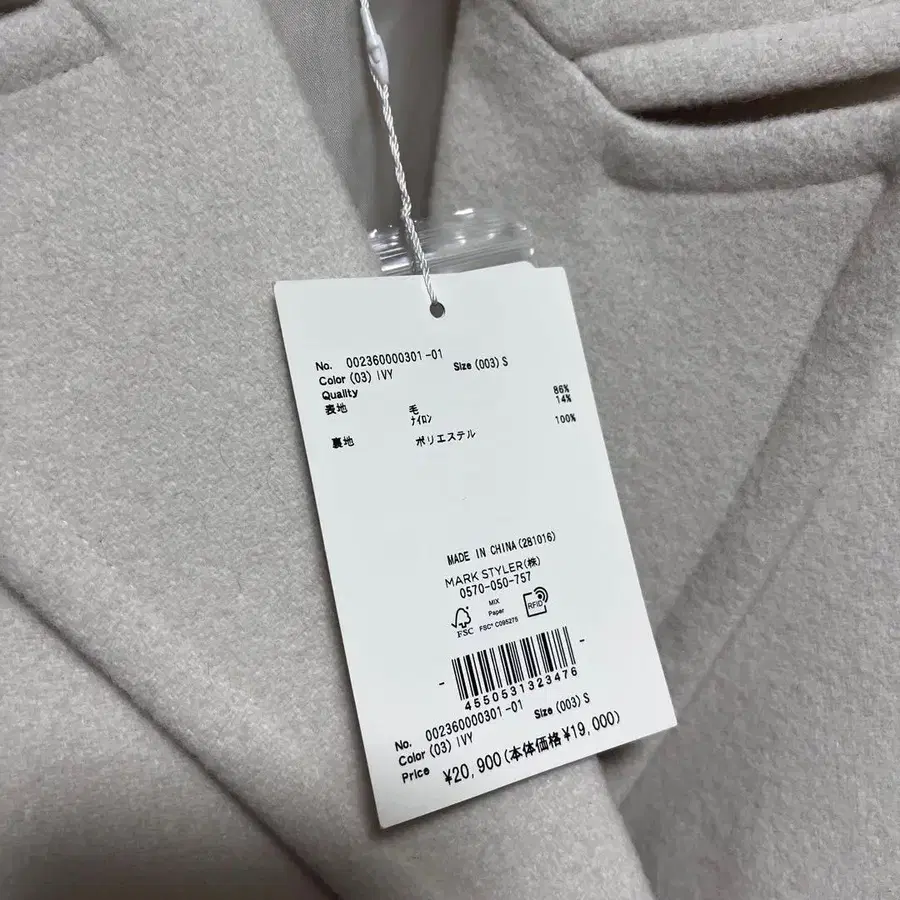 No. 002360000301-01
Color (03) IVY Size (003) S
Quality
表地 毛 86%
ﾅｲﾛﾝ 14%
裏地 ポリエステル 100%
MADE IN CHINA(281016)
MARK STYLER(株)
0570-050-757
FSC
MIX
Paper
FSC® C095275
RFID
4550531323476
No. 002360000301-01
Color (03) IVY Size (003) S
Price ¥20,900(本体価格¥19,000)